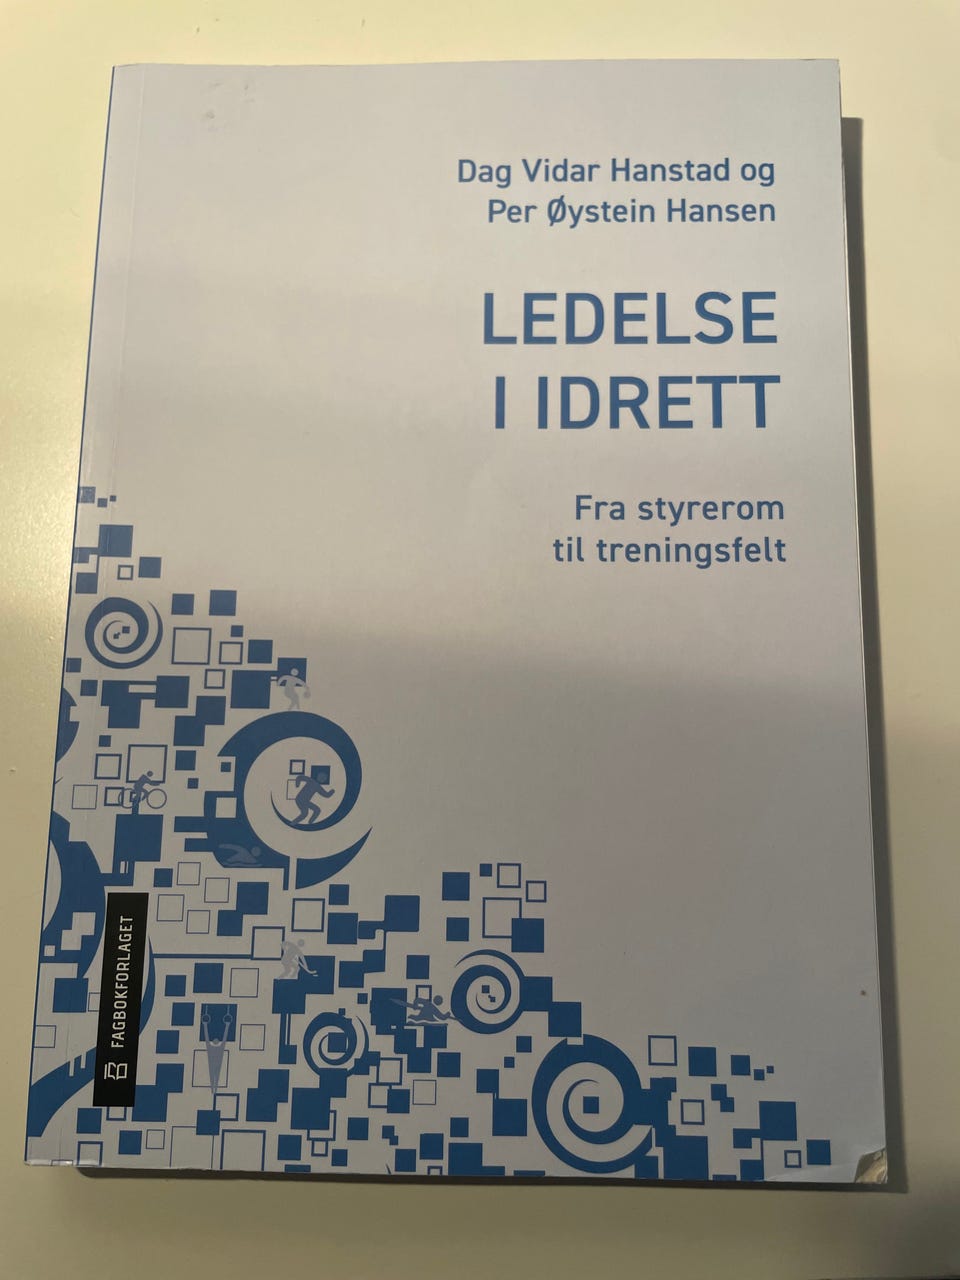 Dag Vidar Hanstad og
Per Øystein Hansen
LEDELSE
I IDRETT
Fra styrerom
til treningsfelt
FAGBOKFORLAGET